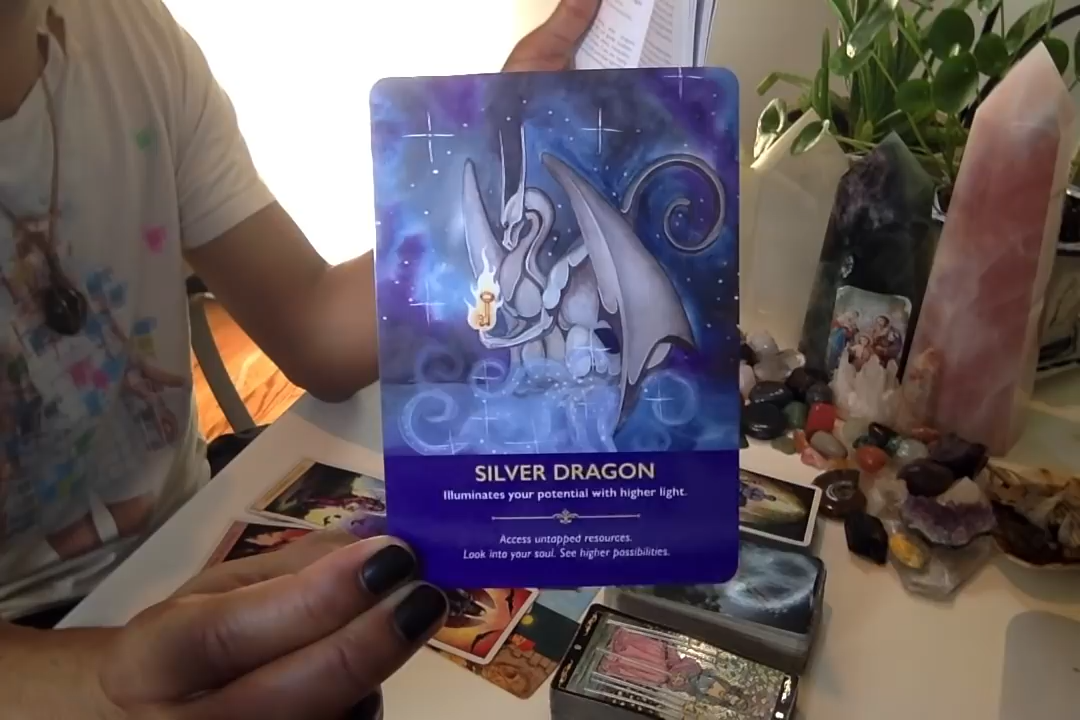 SILVER DRAGON
Illuminates your potential with higher light.
Access untapped resources.
Look into your soul. See higher possibilities.